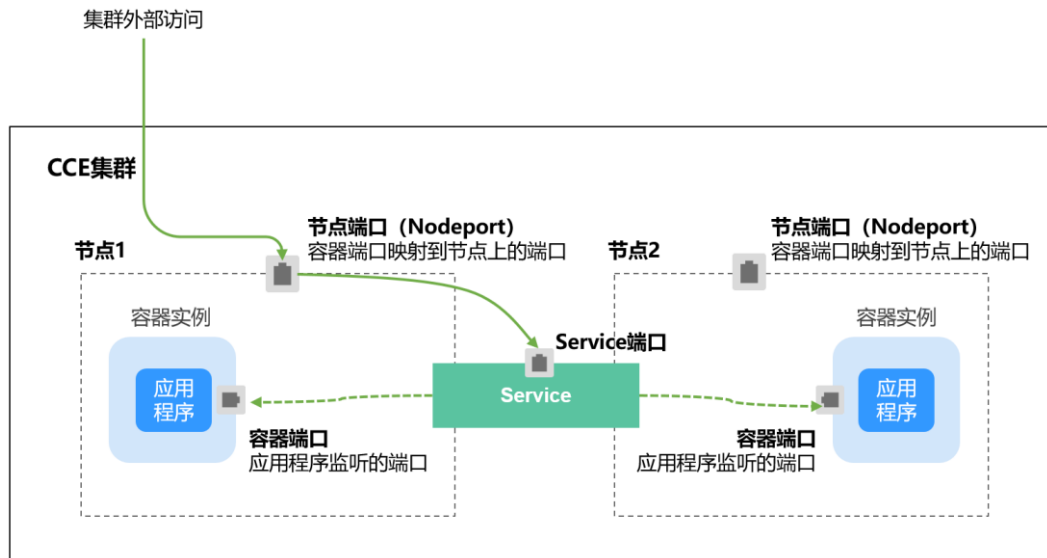 集群外部访问
CCE集群
节点端口（Nodeport）
容器端口映射到节点上的端口
节点1
节点端口（Nodeport）
容器端口映射到节点上的端口
节点2
容器实例
应用
程序
容器端口
应用程序监听的端口
Service端口
Service
容器实例
应用
程序
容器端口
应用程序监听的端口